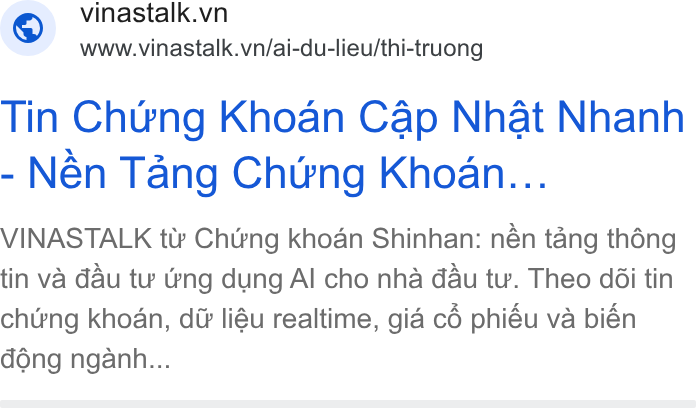 vinastalk.vn
www.vinastalk.vn/ai-du-lieu/thi-truong
Tin Chứng Khoán Cập Nhật Nhanh
- Nền Tảng Chứng Khoán…
VINASTALK từ Chứng khoán Shinhan: nền tảng thông
tin và đầu tư ứng dụng AI cho nhà đầu tư. Theo dõi tin
chứng khoán, dữ liệu realtime, giá cổ phiếu và biến
động ngành...